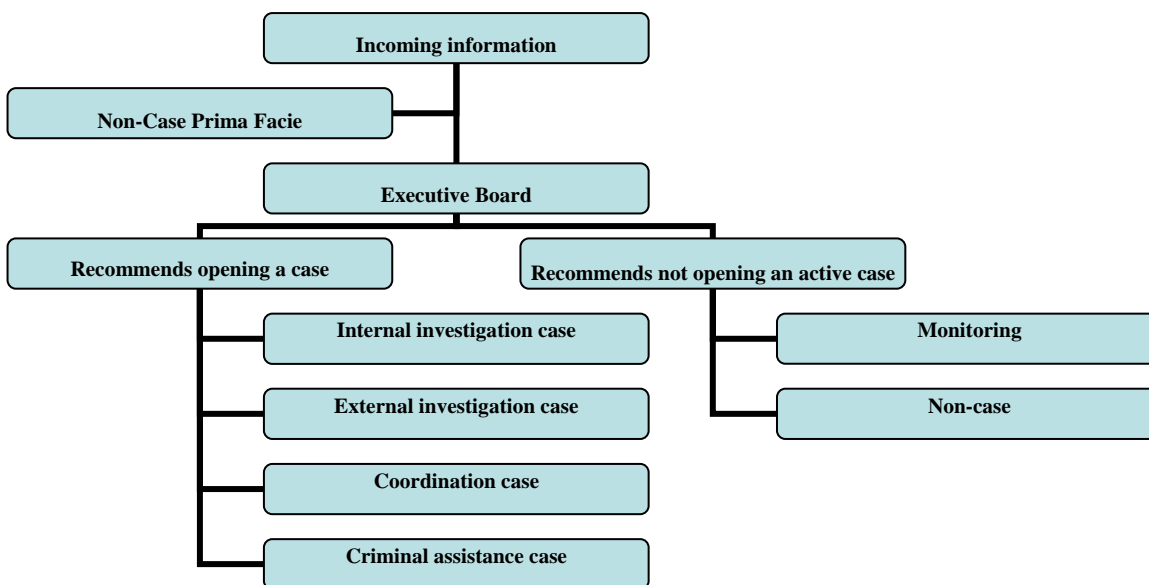 Incoming information
Non-Case Prima Facie
Executive Board
Recommends opening a case
Recommends not opening an active case
Internal investigation case
Monitoring
External investigation case
Non-case
Coordination case
Criminal assistance case